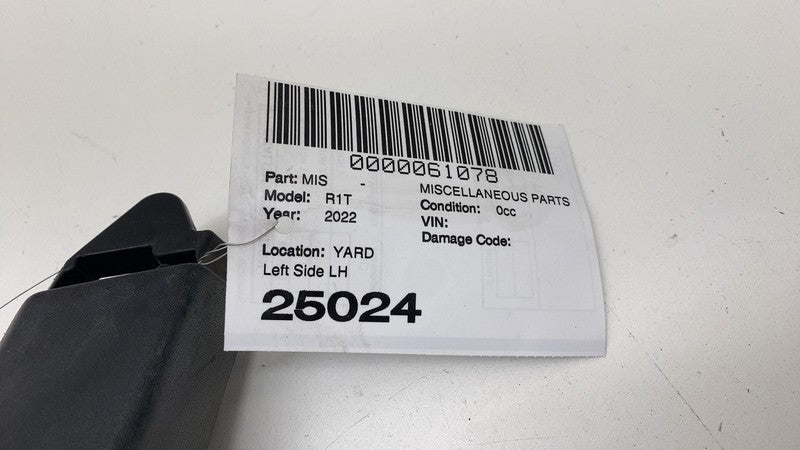 0000061078
Part: MIS - MISCELLANEOUS PARTS
Model: R1T Condition: 0cc
Year: 2022 VIN:
Damage Code:
Location: YARD
Left Side LH
25024